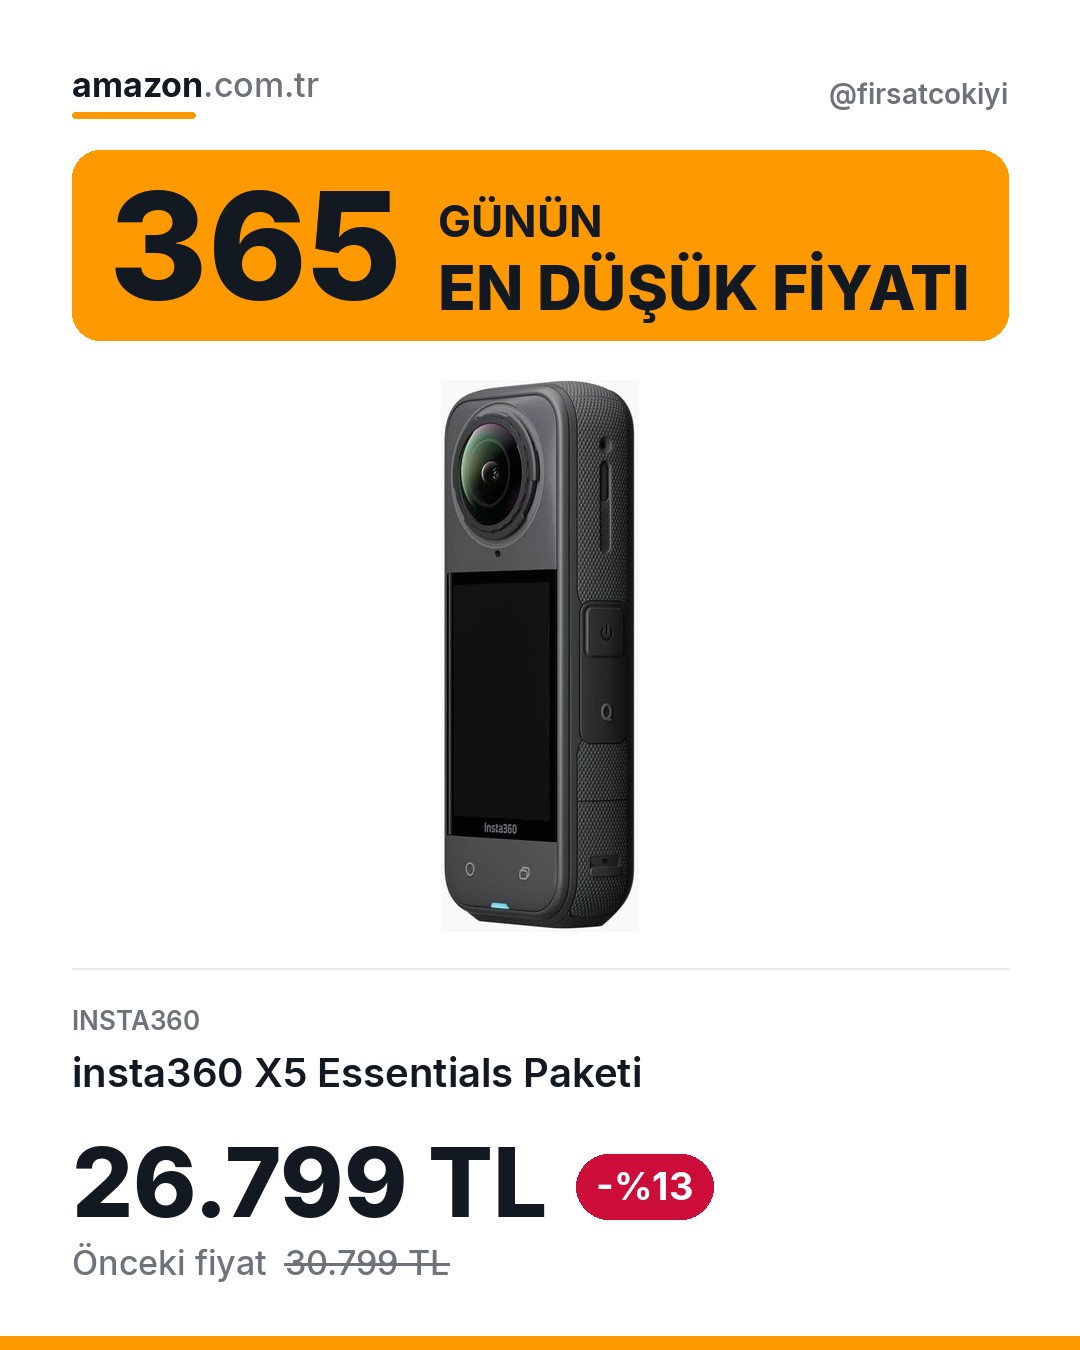 amazon.com.tr
@firsatcokiyi
365
GÜNÜN
EN DÜŞÜK FİYATI
Insta360
INSTA360
insta360 X5 Essentials Paketi
26.799 TL
-%13
Önceki fiyat 30.799 TL